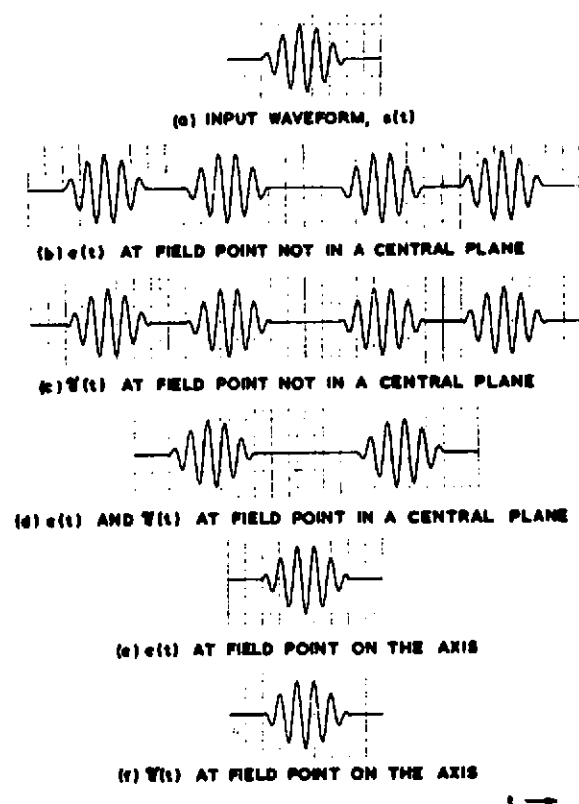 (a) INPUT WAVEFORM, s(t)
(b) e(t) AT FIELD POINT NOT IN A CENTRAL PLANE
(c) Ɐ(t) AT FIELD POINT NOT IN A CENTRAL PLANE
(d) e(t) AND Ɐ(t) AT FIELD POINT IN A CENTRAL PLANE
(e) e(t) AT FIELD POINT ON THE AXIS
(f) Ɐ(t) AT FIELD POINT ON THE AXIS
t